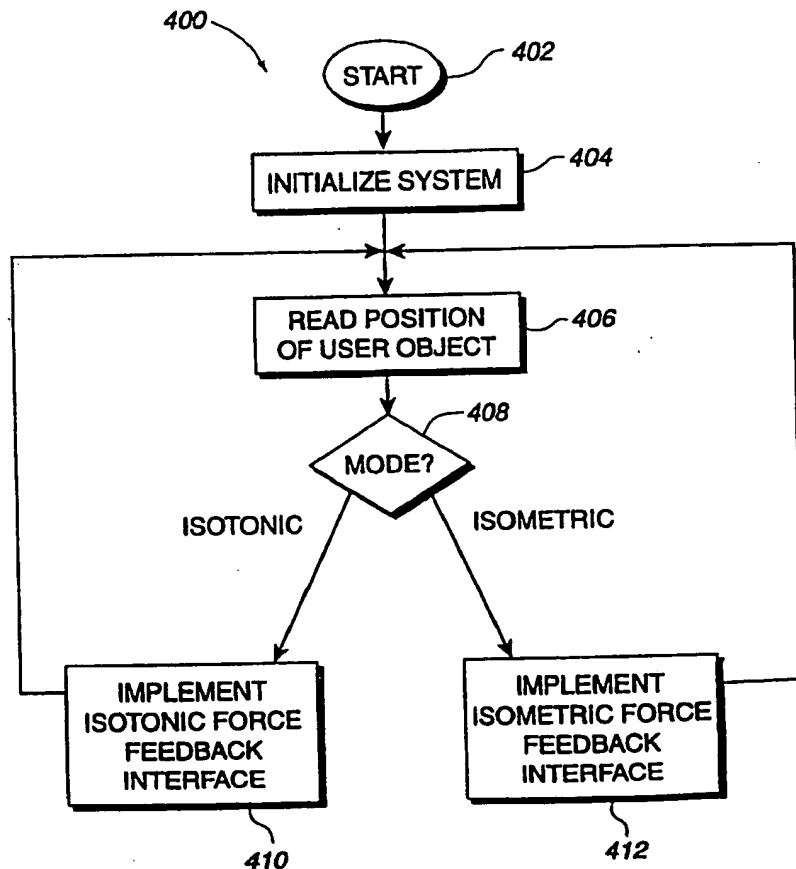 400
START
402
INITIALIZE SYSTEM
404
READ POSITION
OF USER OBJECT
406
408
MODE?
ISOTONIC
ISOMETRIC
IMPLEMENT
ISOTONIC FORCE
FEEDBACK
INTERFACE
410
IMPLEMENT
ISOMETRIC FORCE
FEEDBACK
INTERFACE
412